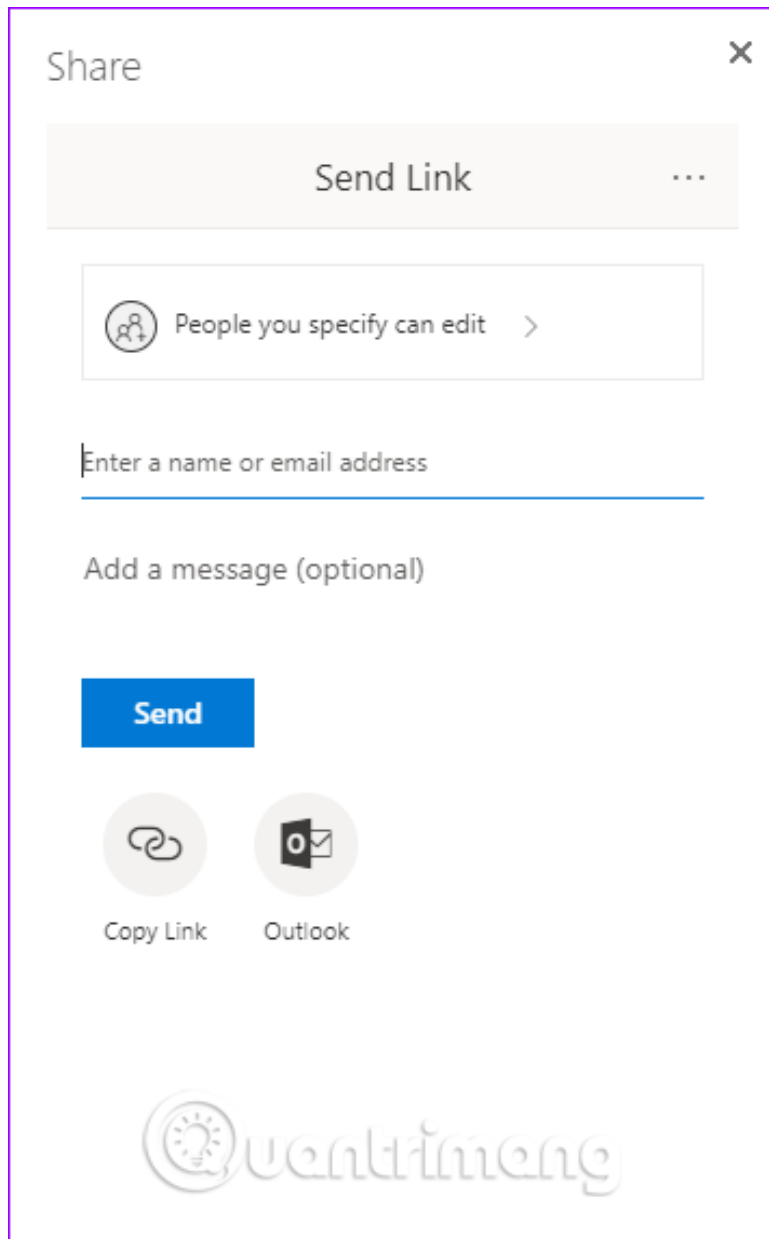 Share
Send Link
People you specify can edit
Enter a name or email address
Add a message (optional)
Send
Copy Link Outlook
Quantrimang